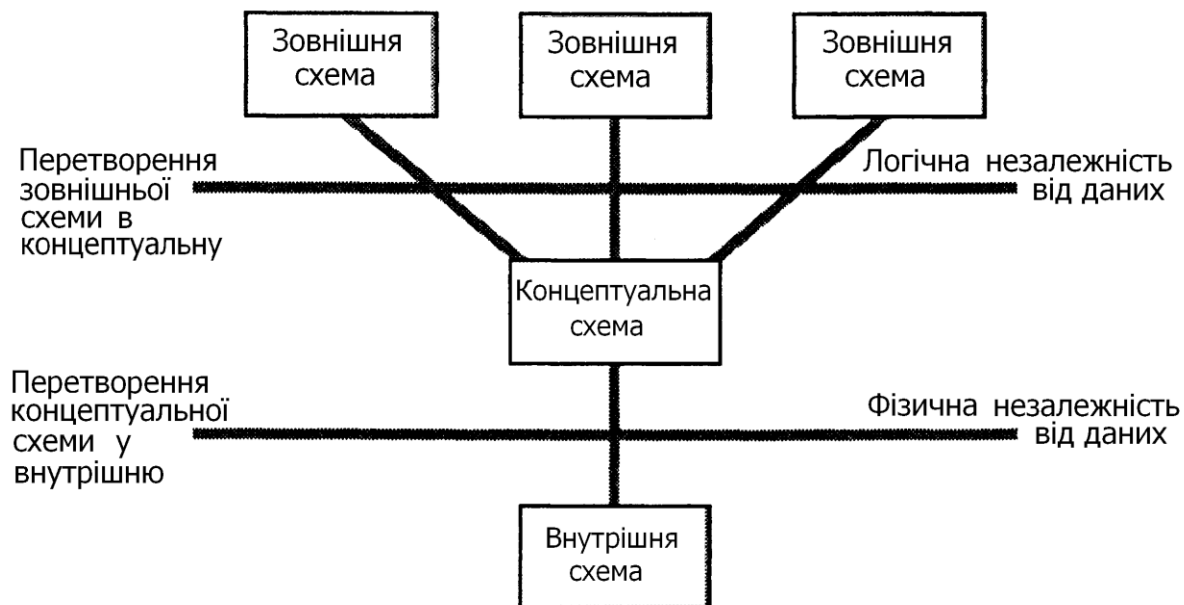 Зовнішня
схема
Зовнішня
схема
Зовнішня
схема
Перетворення
зовнішньої
схеми в
концептуальну
Логічна незалежність
від даних
Концептуальна
схема
Перетворення
концептуальної
схеми у
внутрішню
Фізична незалежність
від даних
Внутрішня
схема